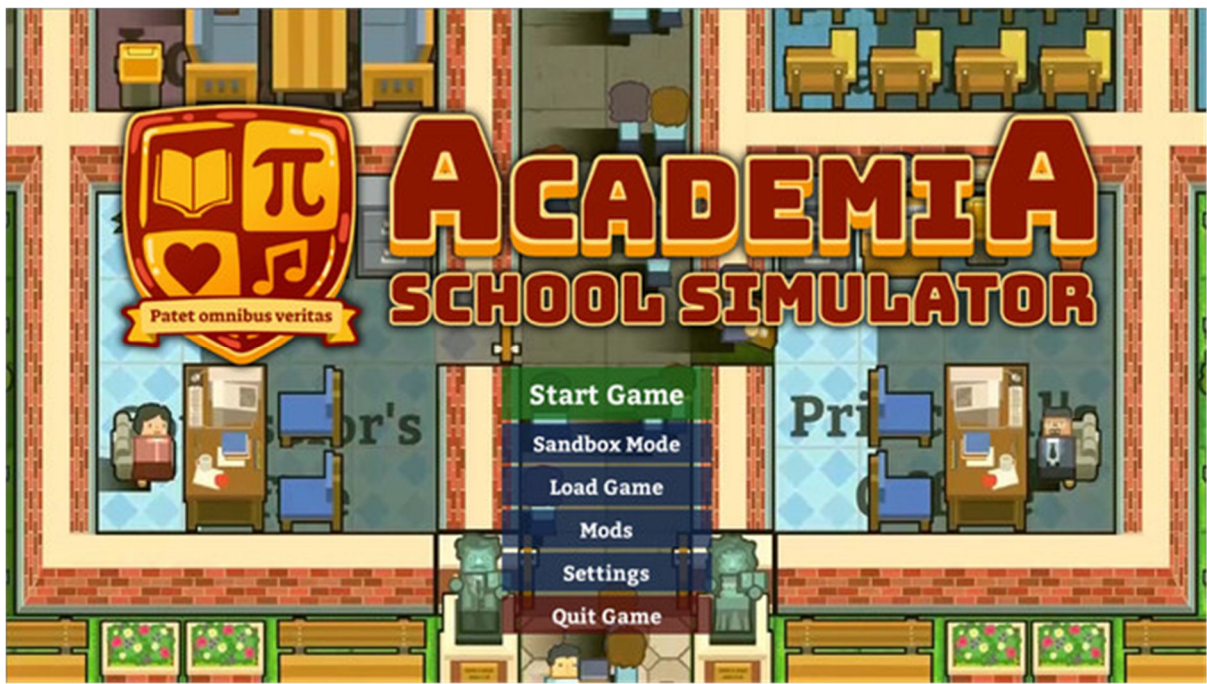 π
ACADEMIA
SCHOOL SIMULATOR
Patet omnibus veritas
Start Game
Sandbox Mode
Load Game
Mods
Settings
Quit Game